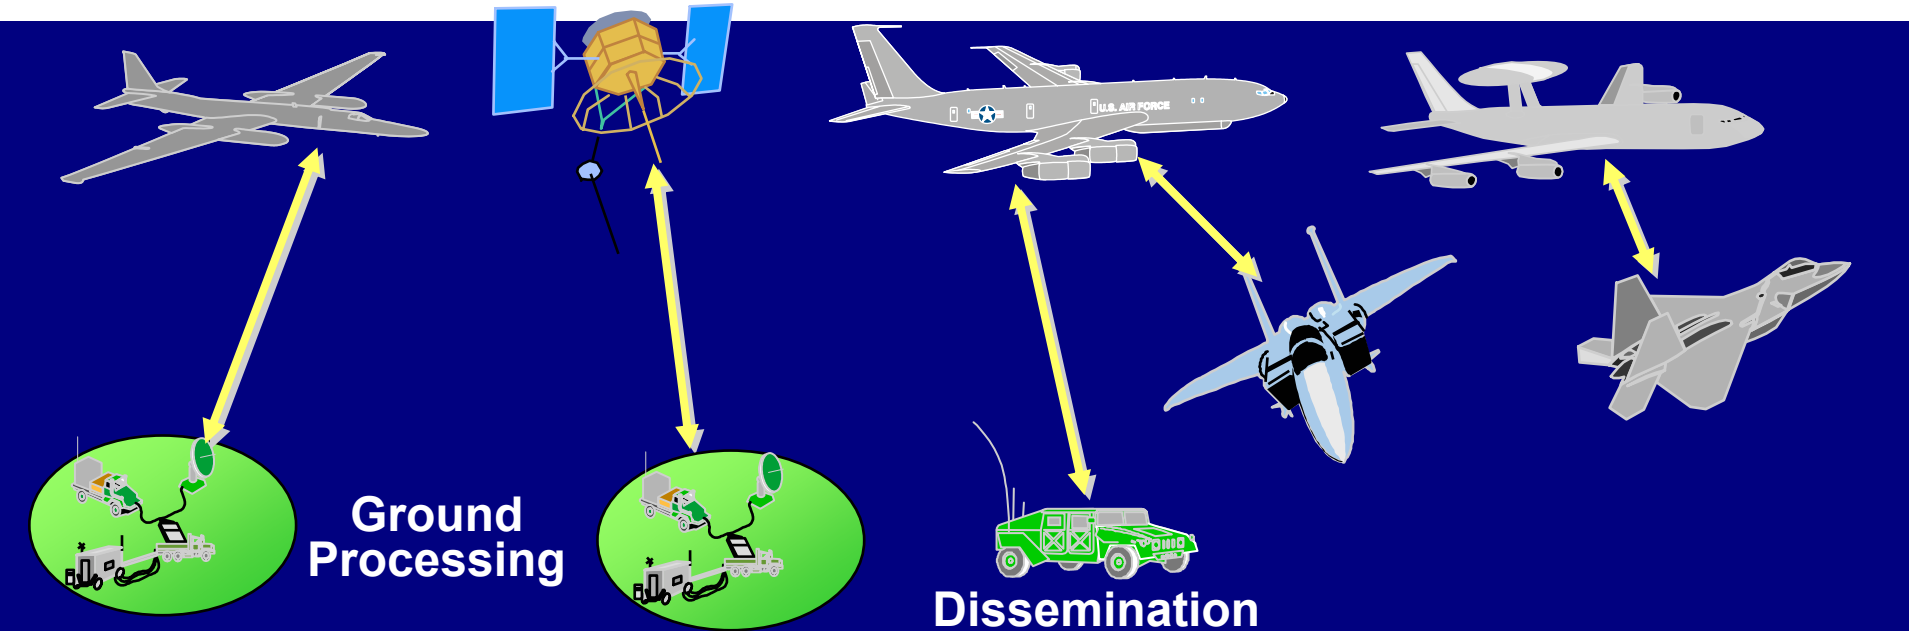 U.S. AIR FORCE
Ground
Processing
Dissemination